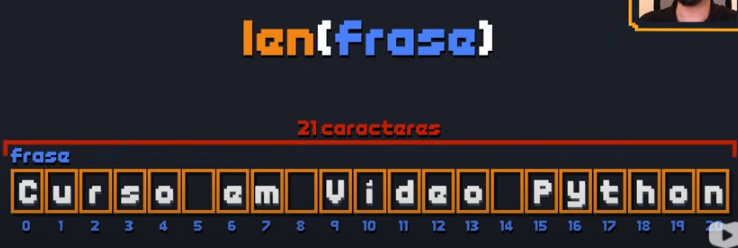 len(frase)
21 caracteres
frase
Curso em Video Python
0 1 2 3 4 5 6 7 8 9 10 11 12 13 14 15 16 17 18 19 20